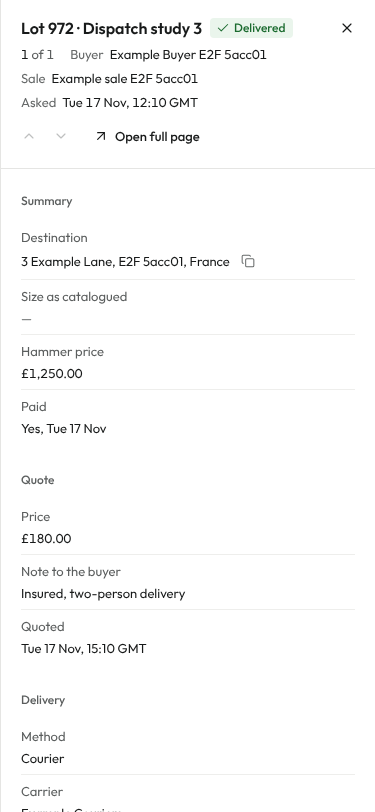 Lot 972 · Dispatch study 3 Delivered
1 of 1 Buyer Example Buyer E2F 5acc01
Sale Example sale E2F 5acc01
Asked Tue 17 Nov, 12:10 GMT
Open full page
Summary
Destination
3 Example Lane, E2F 5acc01, France
Size as catalogued
—
Hammer price
£1,250.00
Paid
Yes, Tue 17 Nov
Quote
Price
£180.00
Note to the buyer
Insured, two-person delivery
Quoted
Tue 17 Nov, 15:10 GMT
Delivery
Method
Courier
Carrier